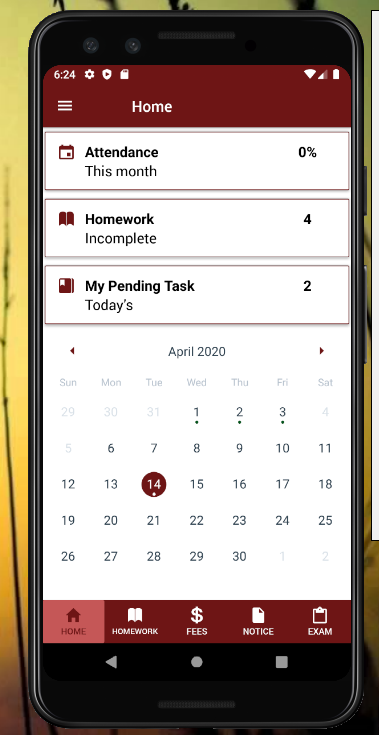 6:24
Home
Attendance 0%
This month
Homework 4
Incomplete
My Pending Task 2
Today's
April 2020
Sun Mon Tue Wed Thu Fri Sat
29 30 31 1 2 3 4
5 6 7 8 9 10 11
12 13 14 15 16 17 18
19 20 21 22 23 24 25
26 27 28 29 30 1 2
HOME HOMEWORK FEES NOTICE EXAM